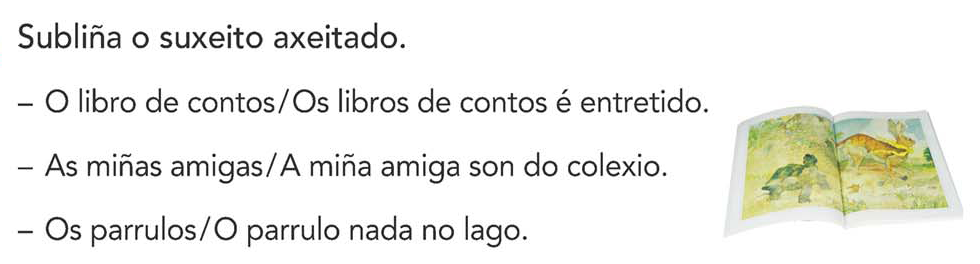 Subliña o suxeito axeitado.
– O libro de contos/Os libros de contos é entretido.
– As miñas amigas/A miña amiga son do colexio.
– Os parrulos/O parrulo nada no lago.